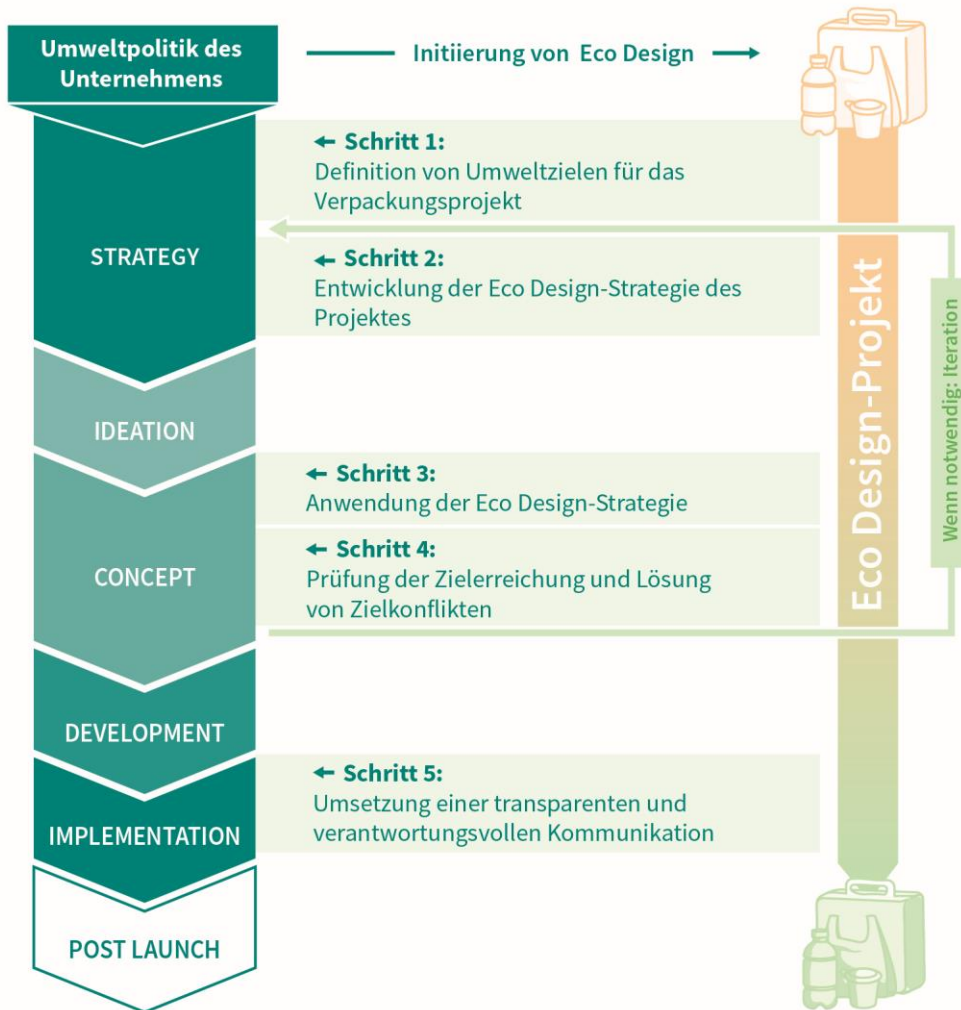 Umweltpolitik des
Unternehmens
Initiierung von Eco Design
STRATEGY
Schritt 1:
Definition von Umweltzielen für das
Verpackungsprojekt
Schritt 2:
Entwicklung der Eco Design-Strategie des
Projektes
IDEATION
CONCEPT
Schritt 3:
Anwendung der Eco Design-Strategie
Schritt 4:
Prüfung der Zielerreichung und Lösung
von Zielkonflikten
DEVELOPMENT
IMPLEMENTATION
Schritt 5:
Umsetzung einer transparenten und
verantwortungsvollen Kommunikation
POST LAUNCH
Eco Design-Projekt
Wenn notwendig: Iteration